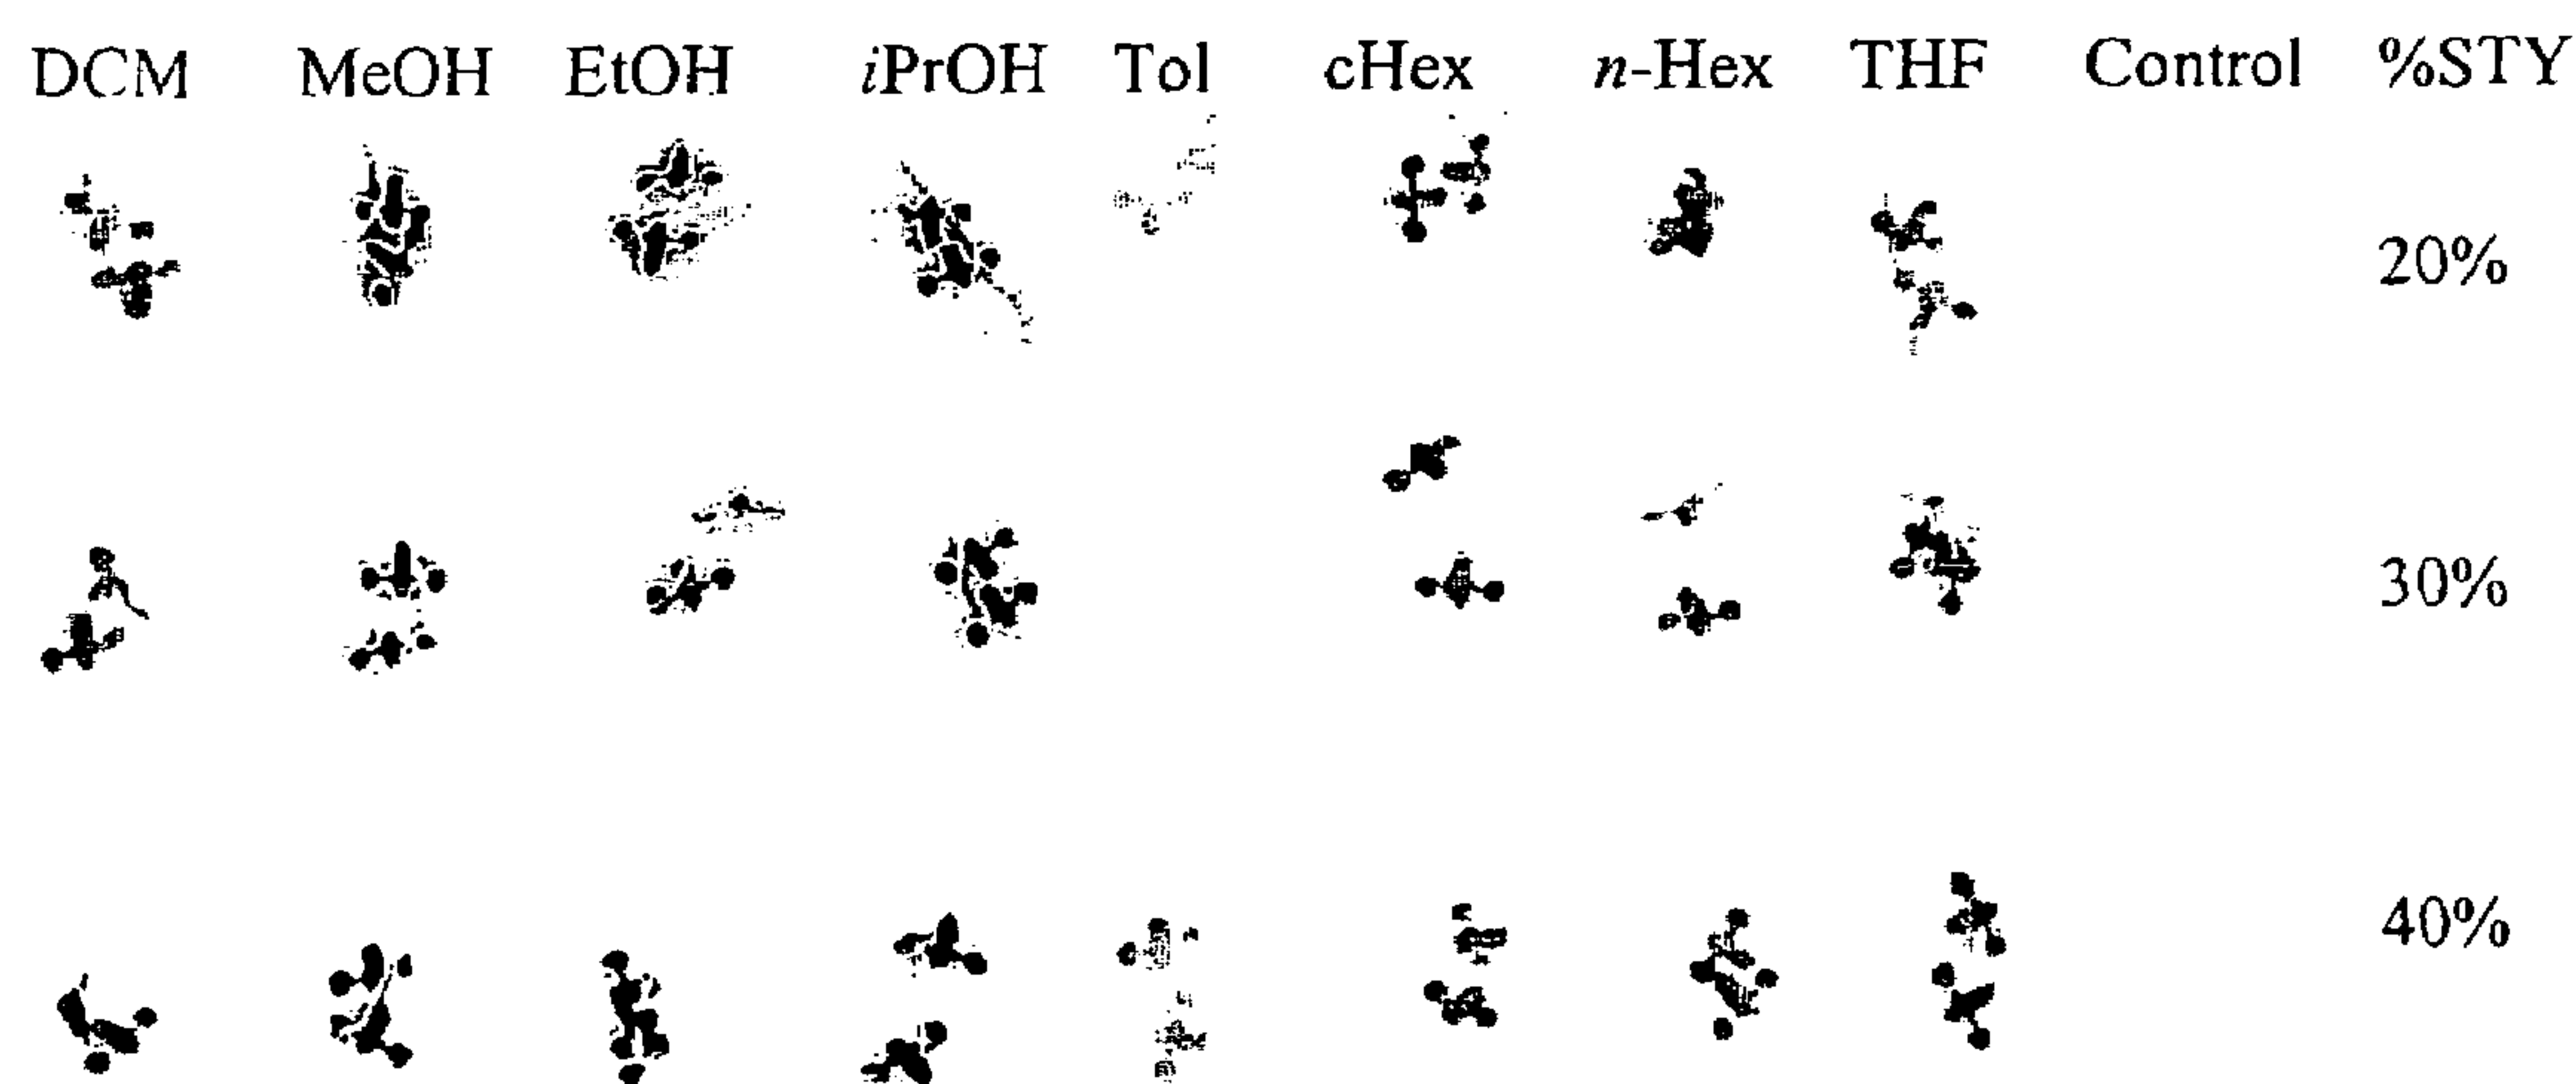 DCM MeOH EtOH iPrOH Tol cHex n-Hex THF Control %STY
20%
30%
40%